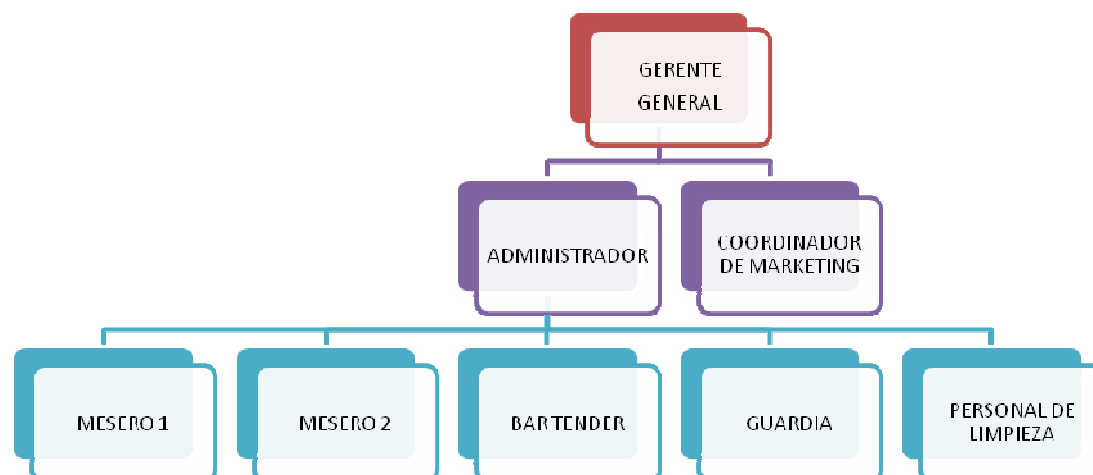 GERENTE
GENERAL
ADMINISTRADOR
COORDINADOR
DE MARKETING
MESERO 1
MESERO 2
BARTENDER
GUARDIA
PERSONAL DE
LIMPIEZA